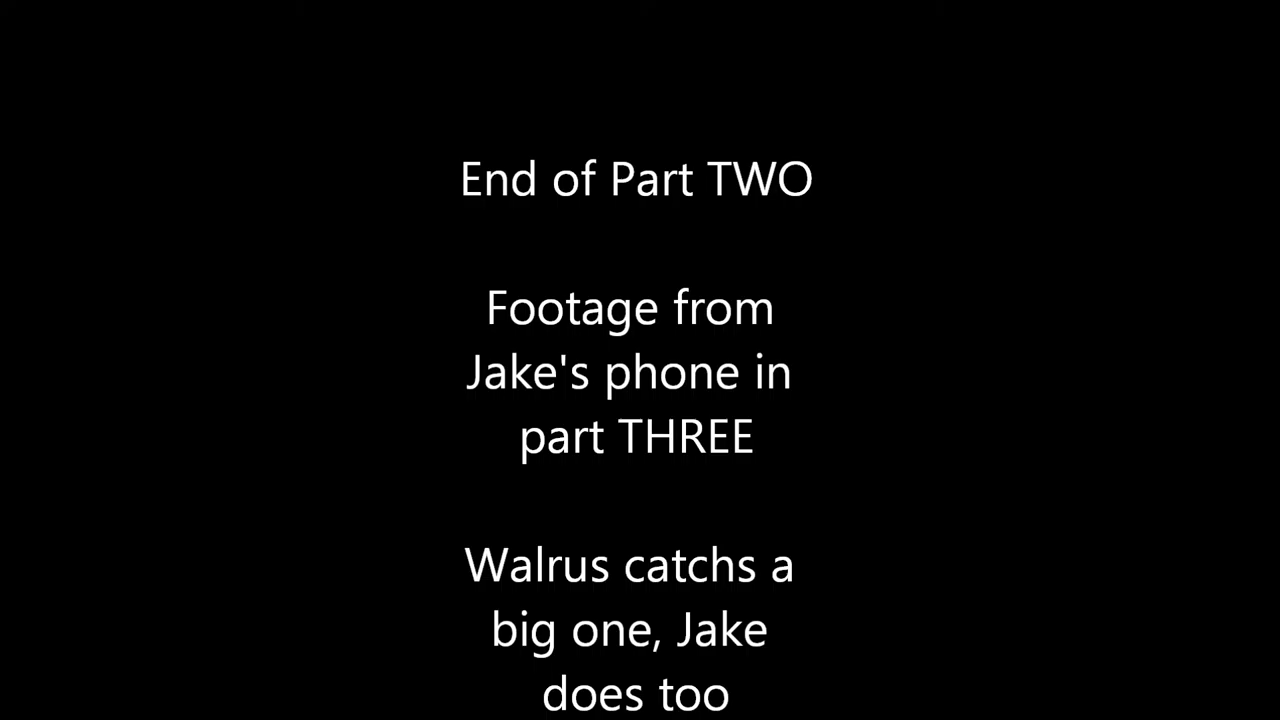 End of Part TWO
Footage from
Jake's phone in
part THREE
Walrus catchs a
big one, Jake
does too